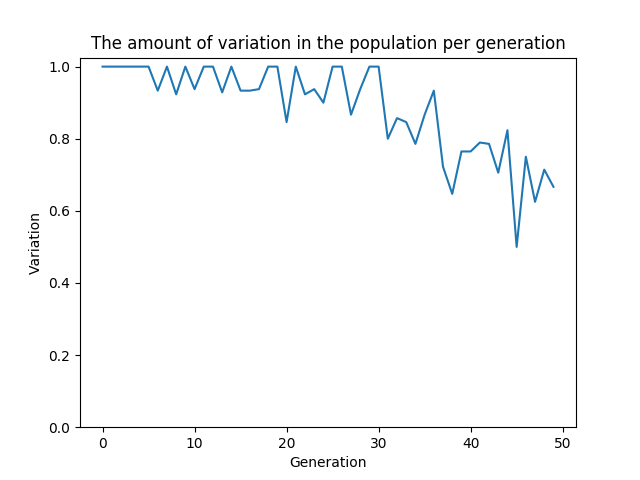 The amount of variation in the population per generation
1.0
0.8
0.6
0.4
0.2
0.0
Variation
0 10 20 30 40 50
Generation